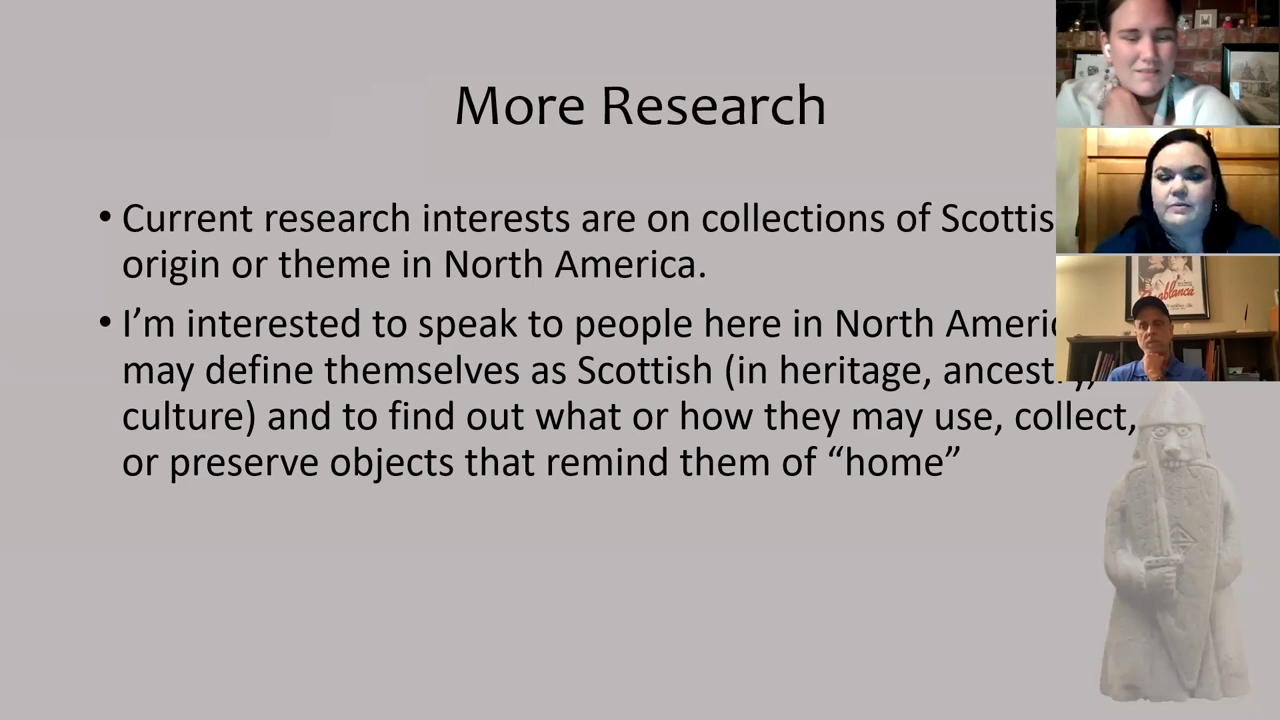 More Research
• Current research interests are on collections of Scottis
origin or theme in North America.
• I’m interested to speak to people here in North Americ
may define themselves as Scottish (in heritage, ancestry,
culture) and to find out what or how they may use, collect,
or preserve objects that remind them of “home”